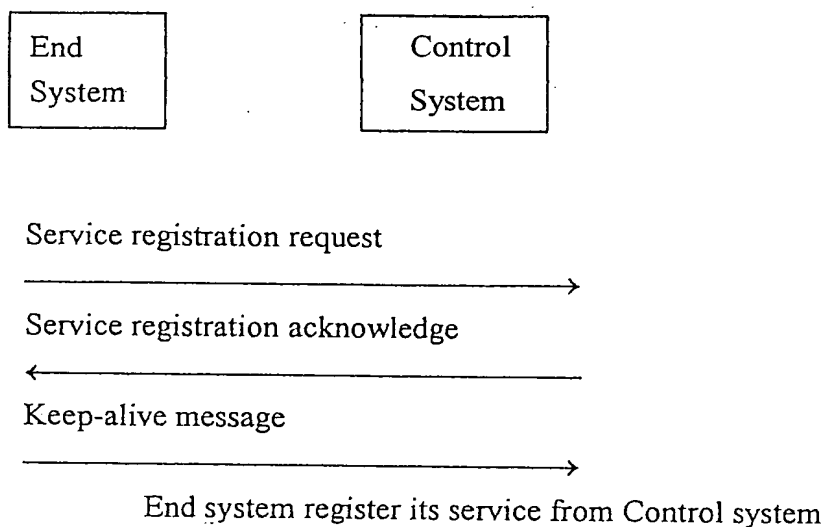 End
System
Control
System
Service registration request
Service registration acknowledge
Keep-alive message
End system register its service from Control system